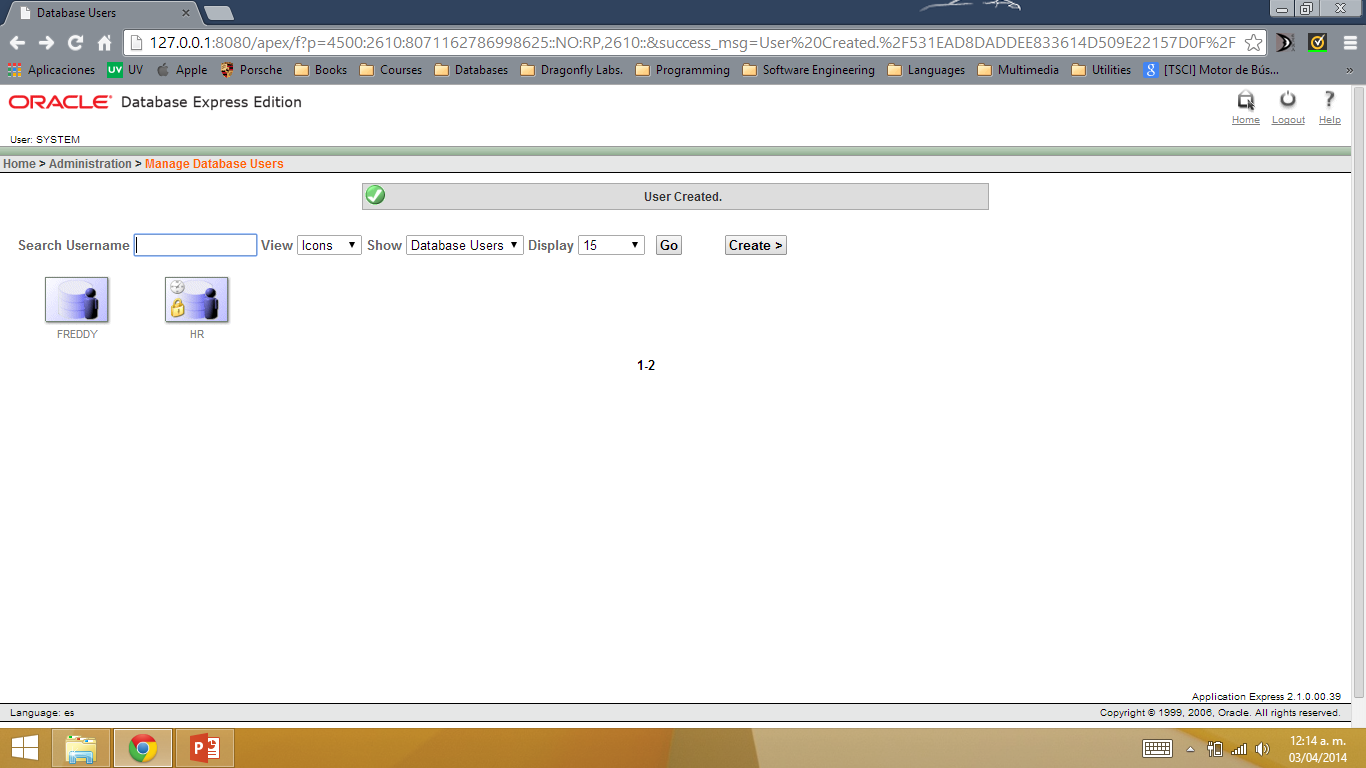 Database Users
127.0.0.1:8080/apex/f?p=4500:2610:8071162786998625::NO:RP,2610::&success_msg=User%20Created.%2F531EAD8DADDEE833614D509E22157D0F%2F
Aplicaciones UV UV Apple Porsche Books Courses Databases Dragonfly Labs. Programming Software Engineering Languages Multimedia Utilities [TSCI] Motor de Bús... »
ORACLE Database Express Edition
Home Logout Help
User: SYSTEM
Home > Administration > Manage Database Users
User Created.
Search Username View Icons Show Database Users Display 15 Go Create >
FREDDY HR
1-2
Application Express 2.1.0.00.39
Language: es Copyright © 1999, 2006, Oracle. All rights reserved.
12:14 a. m.
03/04/2014